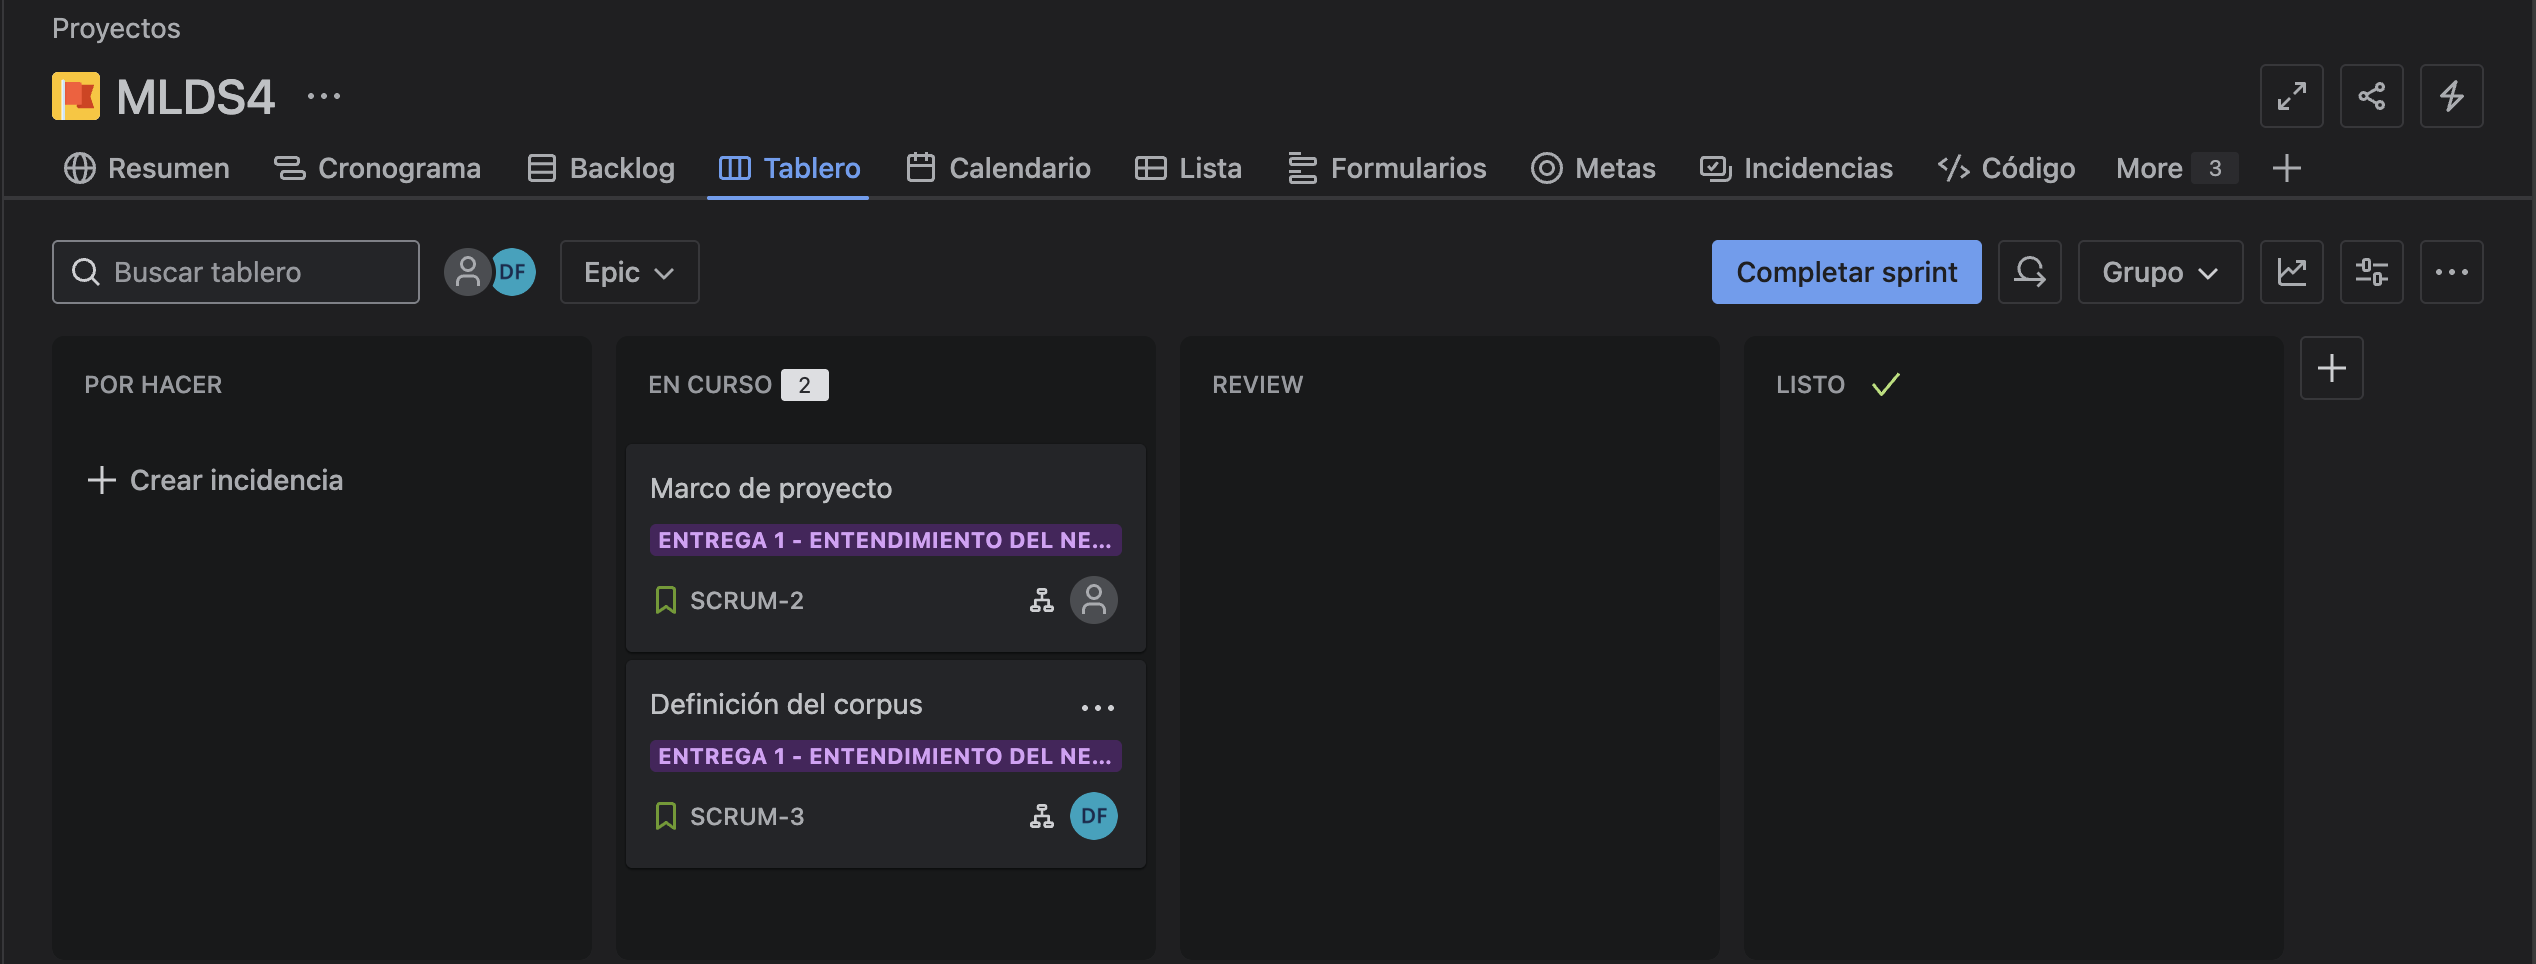 Proyectos
MLDS4
Resumen
Cronograma
Backlog
Tablero
Calendario
Lista
Formularios
Metas
Incidencias
Código
More 3
Buscar tablero
DF
Epic
Completar sprint
Grupo
POR HACER
Crear incidencia
EN CURSO 2
Marco de proyecto
ENTREGA 1 - ENTENDIMIENTO DEL NE...
SCRUM-2
Definición del corpus
ENTREGA 1 - ENTENDIMIENTO DEL NE...
SCRUM-3
DF
REVIEW
LISTO